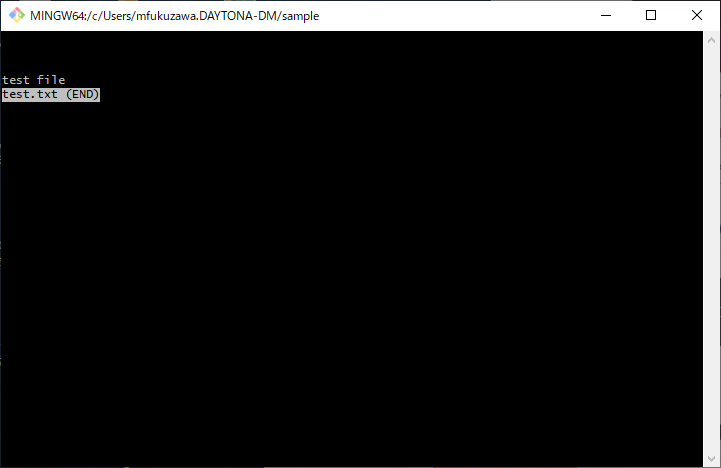 MINGW64:/c/Users/mfukuzawa.DAYTONA-DM/sample
test file
test.txt (END)